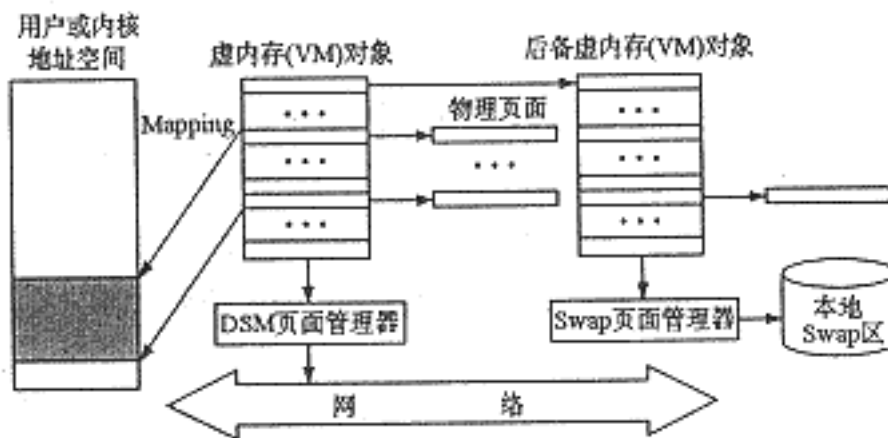 用户或内核
地址空间
虚内存(VM)对象
后备虚内存(VM)对象
Mapping
物理页面
DSM页面管理器
Swap页面管理器
本地
Swap区
网 络